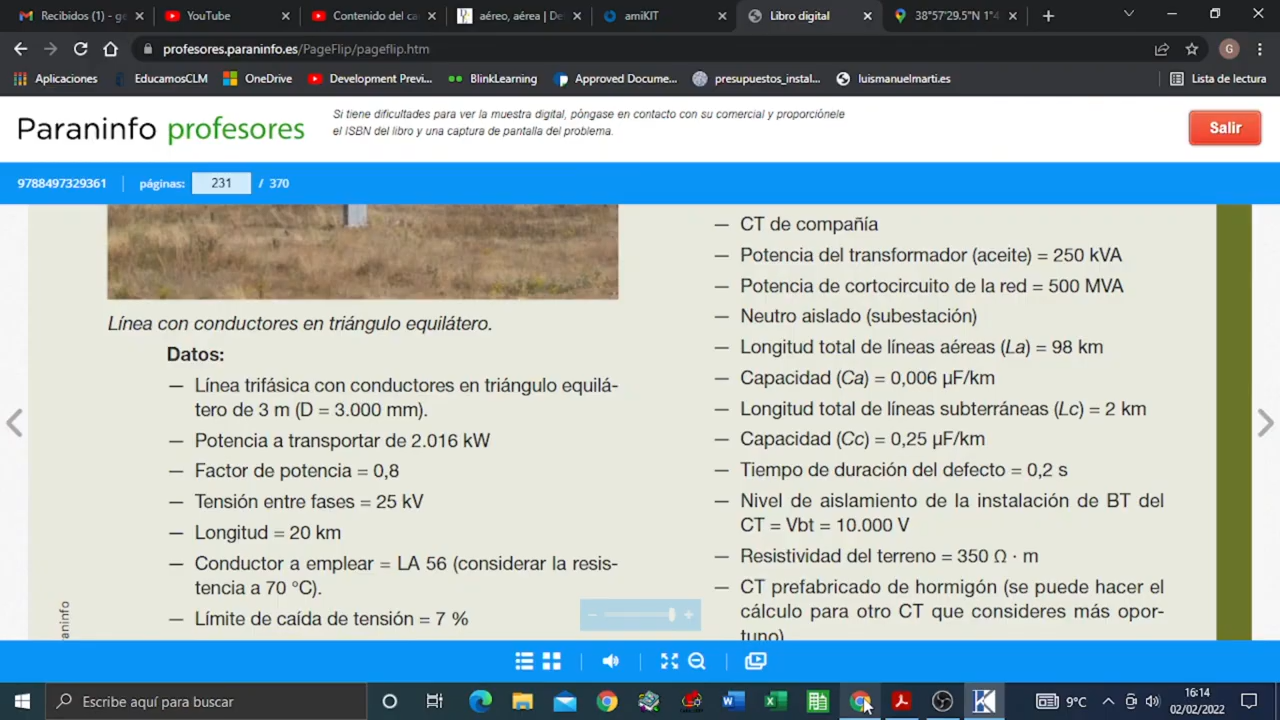 Recibidos (1) - ge
YouTube
Contenido del ca
aéreo, aérea | De
amiKIT
Libro digital
38°57'29.5"N 1°4
profesores.paraninfo.es/PageFlip/pageflip.htm
G
Aplicaciones
EducamosCLM
OneDrive
Development Previ...
BlinkLearning
Approved Docume...
presupuestos_instal...
luismanuelmarti.es
Lista de lectura
Paraninfo profesores
Si tiene dificultades para ver la muestra digital, póngase en contacto con su comercial y proporciónele
el ISBN del libro y una captura de pantalla del problema.
Salir
9788497329361
páginas: 231 / 370
Línea con conductores en triángulo equilátero.
Datos:
— Línea trifásica con conductores en triángulo equilá-
tero de 3 m (D = 3.000 mm).
— Potencia a transportar de 2.016 kW
— Factor de potencia = 0,8
— Tensión entre fases = 25 kV
— Longitud = 20 km
— Conductor a emplear = LA 56 (considerar la resis-
tencia a 70 °C).
— Límite de caída de tensión = 7 %
aninfo
— CT de compañía
— Potencia del transformador (aceite) = 250 kVA
— Potencia de cortocircuito de la red = 500 MVA
— Neutro aislado (subestación)
— Longitud total de líneas aéreas (La) = 98 km
— Capacidad (Ca) = 0,006 µF/km
— Longitud total de líneas subterráneas (Lc) = 2 km
— Capacidad (Cc) = 0,25 µF/km
— Tiempo de duración del defecto = 0,2 s
— Nivel de aislamiento de la instalación de BT del
CT = Vbt = 10.000 V
— Resistividad del terreno = 350 Ω · m
— CT prefabricado de hormigón (se puede hacer el
cálculo para otro CT que consideres más opor-
tuno)
Escribe aquí para buscar
9°C
16:14
02/02/2022